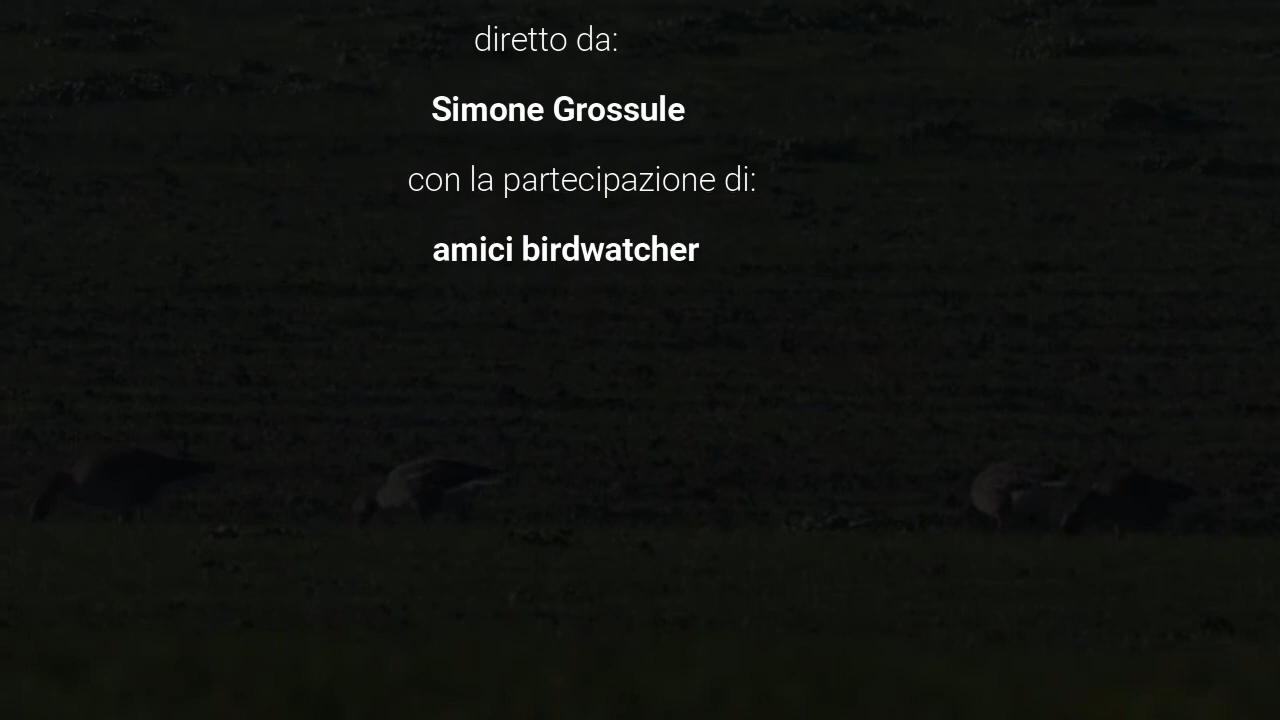 diretto da:
Simone Grossule
con la partecipazione di:
amici birdwatcher